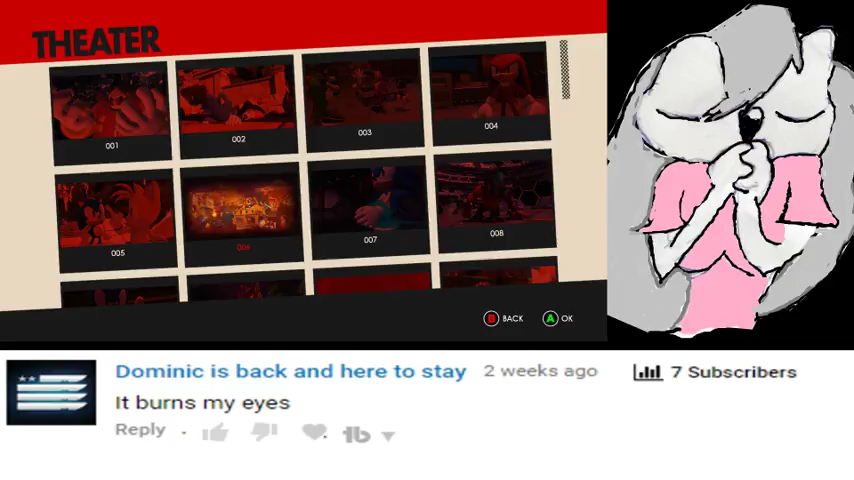 THEATER
001
002
003
004
005
006
007
008
B BACK A OK
Dominic is back and here to stay 2 weeks ago 7 Subscribers
It burns my eyes
Reply